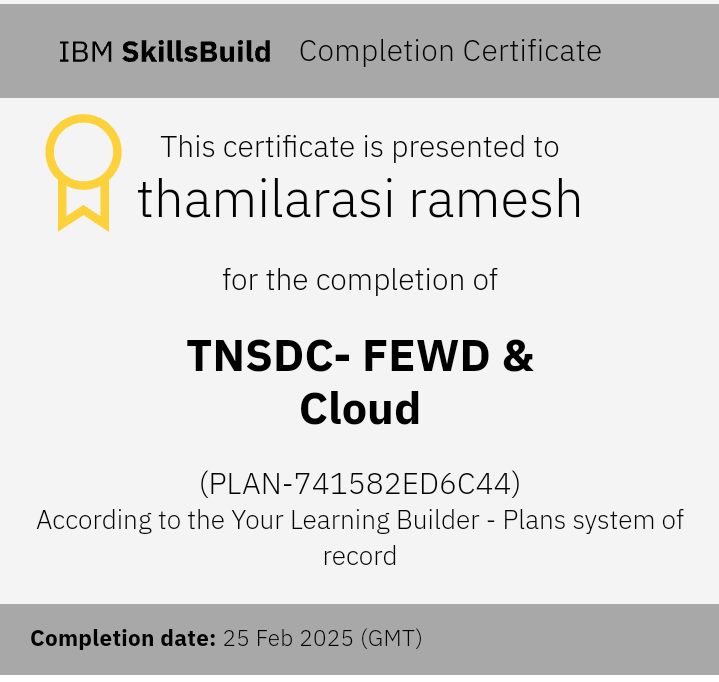 IBM SkillsBuild Completion Certificate
This certificate is presented to
thamilarasi ramesh
for the completion of
TNSDC- FEWD &
Cloud
(PLAN-741582ED6C44)
According to the Your Learning Builder - Plans system of
record
Completion date: 25 Feb 2025 (GMT)